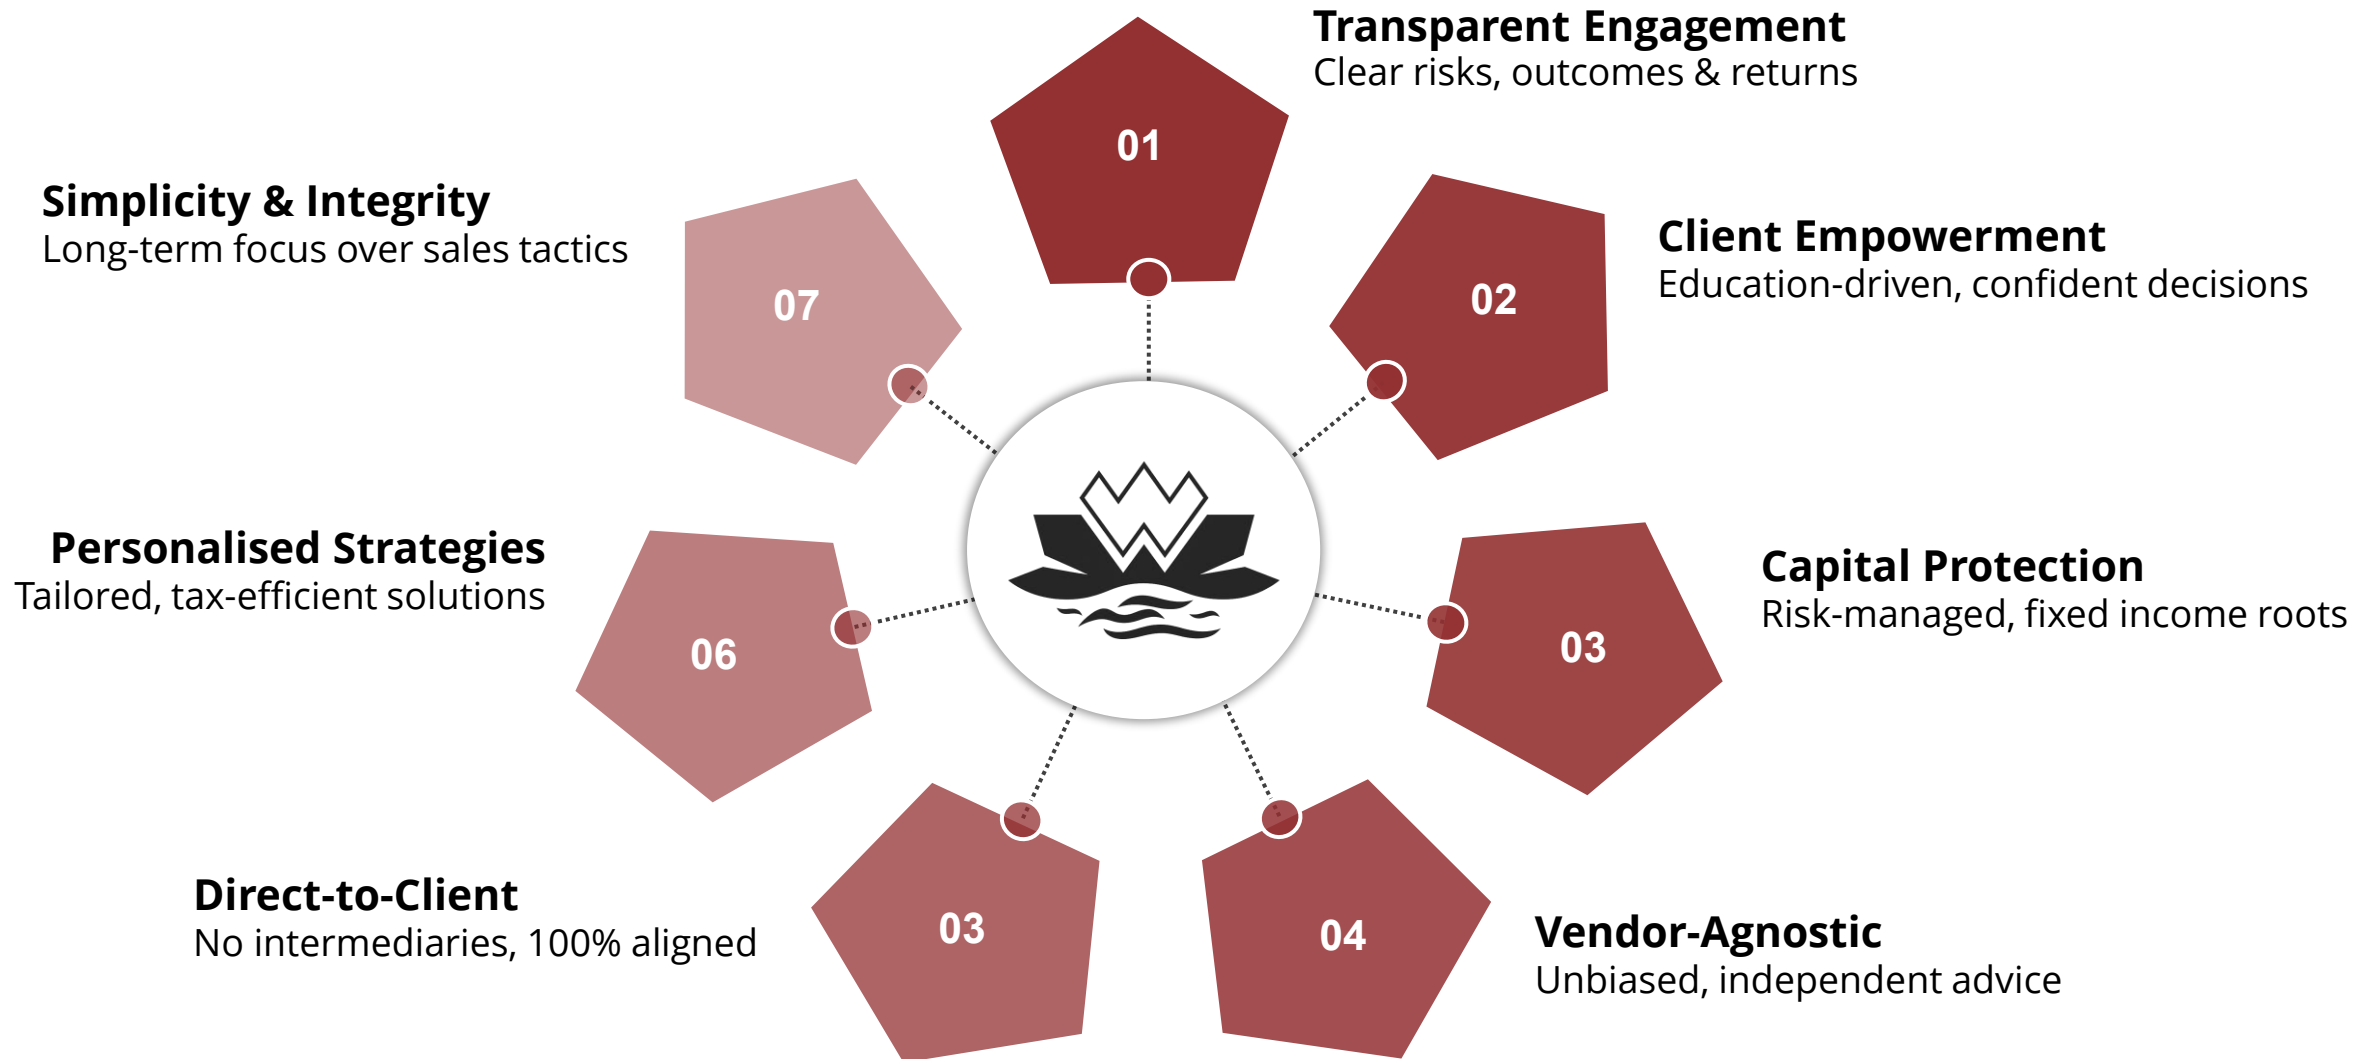 01
Transparent Engagement
Clear risks, outcomes & returns
02
Client Empowerment
Education-driven, confident decisions
03
Capital Protection
Risk-managed, fixed income roots
04
Vendor-Agnostic
Unbiased, independent advice
03
Direct-to-Client
No intermediaries, 100% aligned
06
Personalised Strategies
Tailored, tax-efficient solutions
07
Simplicity & Integrity
Long-term focus over sales tactics